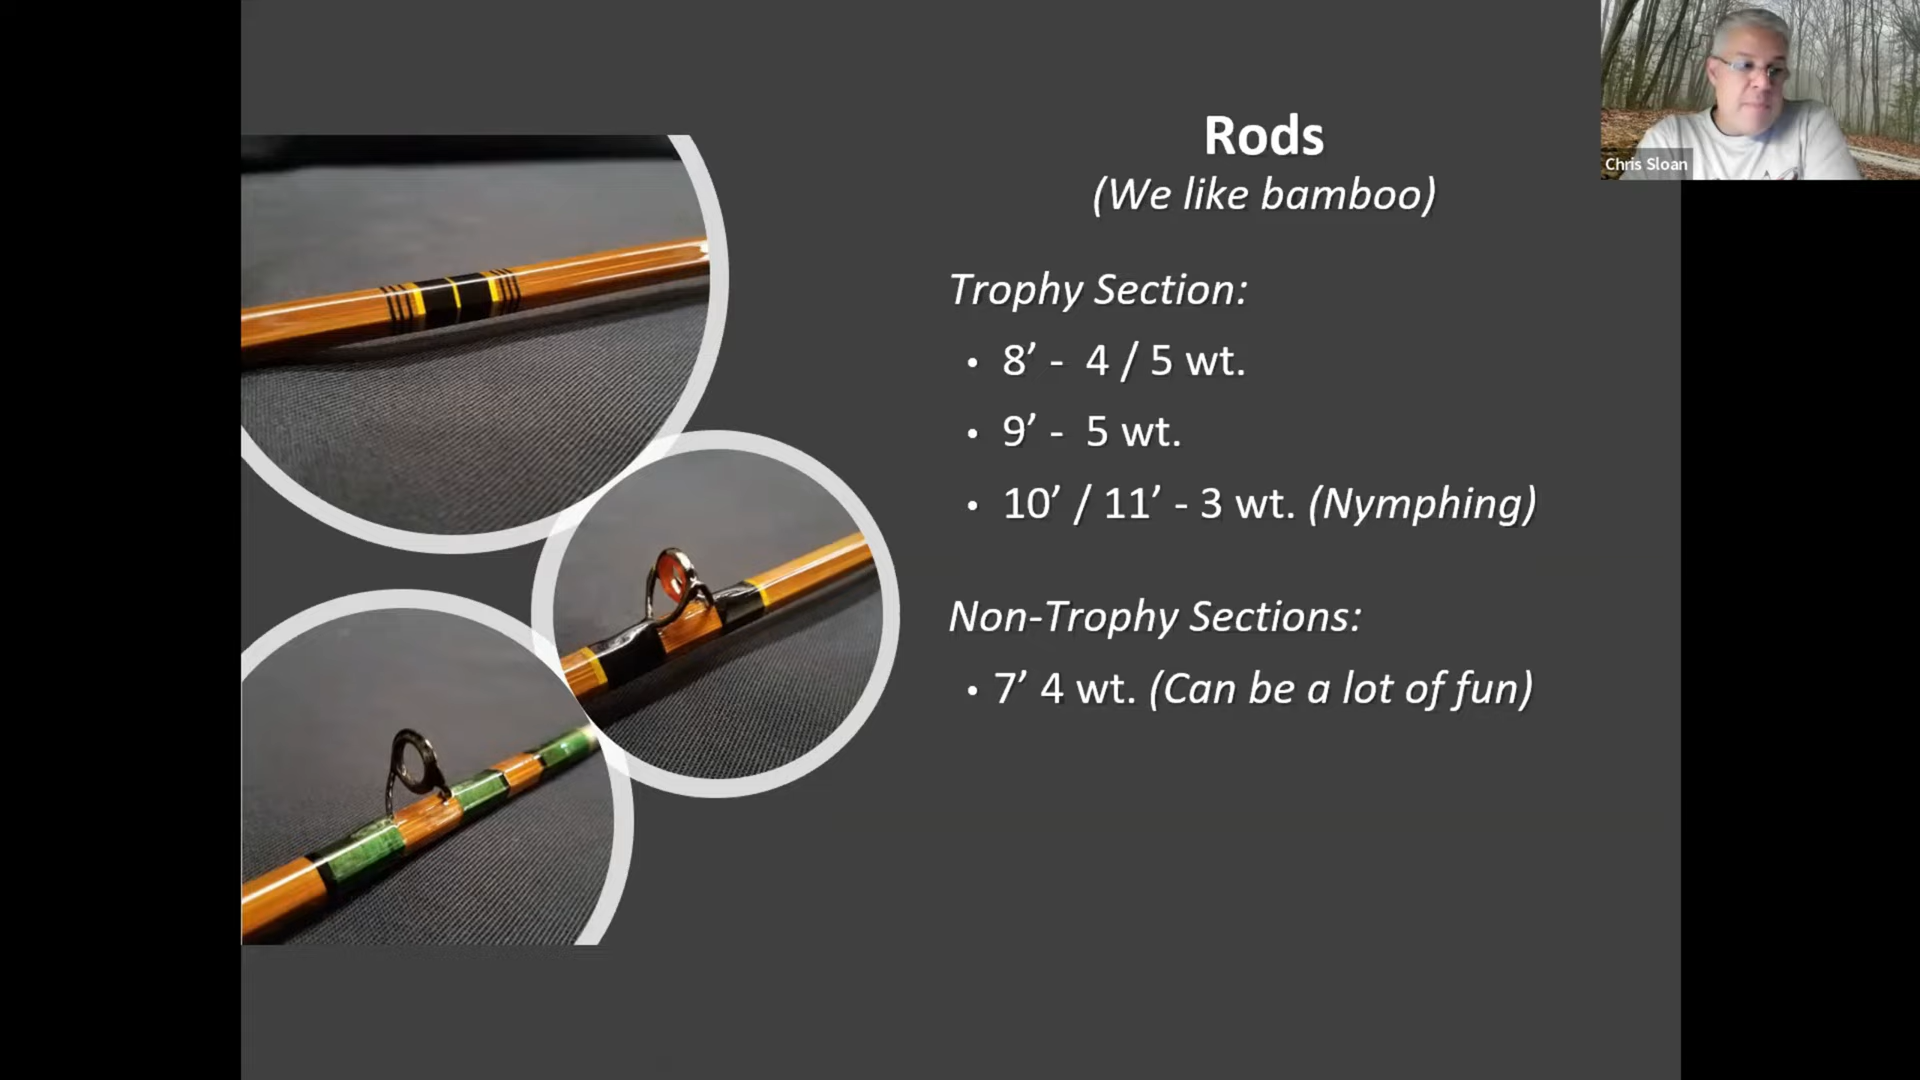 Rods
(We like bamboo)
Trophy Section:
• 8’ - 4 / 5 wt.
• 9’ - 5 wt.
• 10’ / 11’ - 3 wt. (Nymphing)
Non-Trophy Sections:
• 7’ 4 wt. (Can be a lot of fun)
Chris Sloan